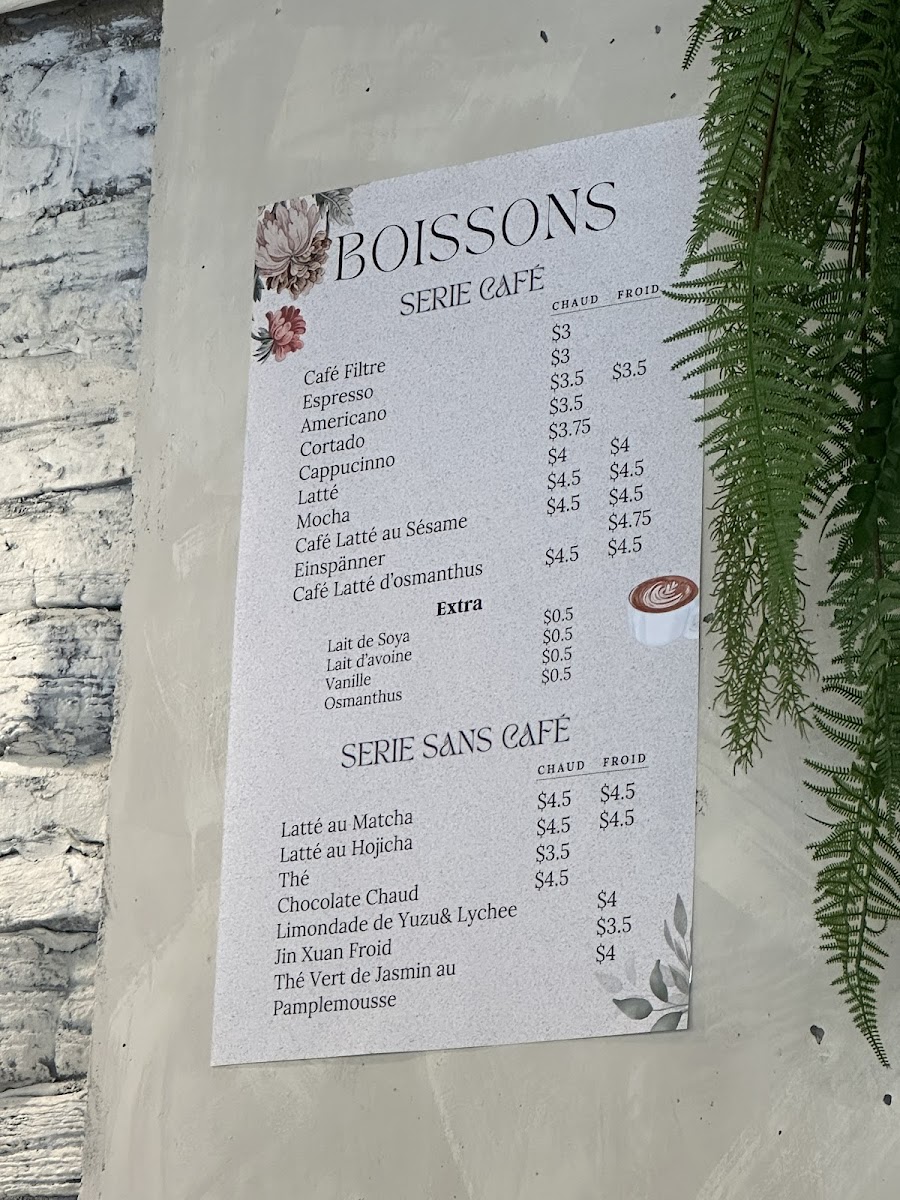 BOISSONS
SERIE CAFÉ
CHAUD FROID
Café Filtre $3
Espresso $3
Americano $3.5 $3.5
Cortado $3.5
Cappucinno $3.75
Latté $4 $4
Mocha $4.5 $4.5
Café Latté au Sésame $4.5 $4.5
Einspänner $4.75
Café Latté d'osmanthus $4.5 $4.5
Extra
Lait de Soya $0.5
Lait d'avoine $0.5
Vanille $0.5
Osmanthus $0.5
SERIE SANS CAFÉ
CHAUD FROID
Latté au Matcha $4.5 $4.5
Latté au Hojicha $4.5 $4.5
Thé $3.5
Chocolate Chaud $4.5
Limondade de Yuzu& Lychee $4
Jin Xuan Froid $3.5
Thé Vert de Jasmin au $4
Pamplemousse